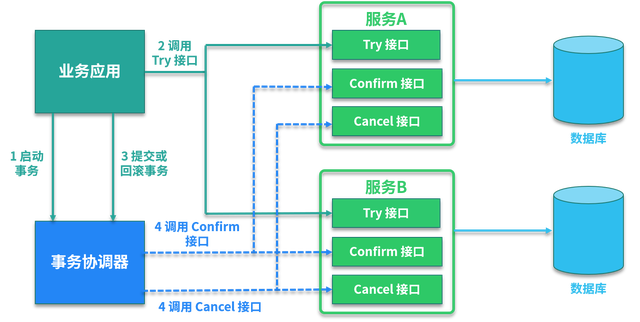 服务A
2 调用
Try 接口
Try 接口
业务应用
Confirm 接口
Cancel 接口
数据库
1 启动
事务
3 提交或
回滚事务
服务B
Try 接口
4 调用 Confirm
接口
Confirm 接口
事务协调器
Cancel 接口
数据库
4 调用 Cancel 接口